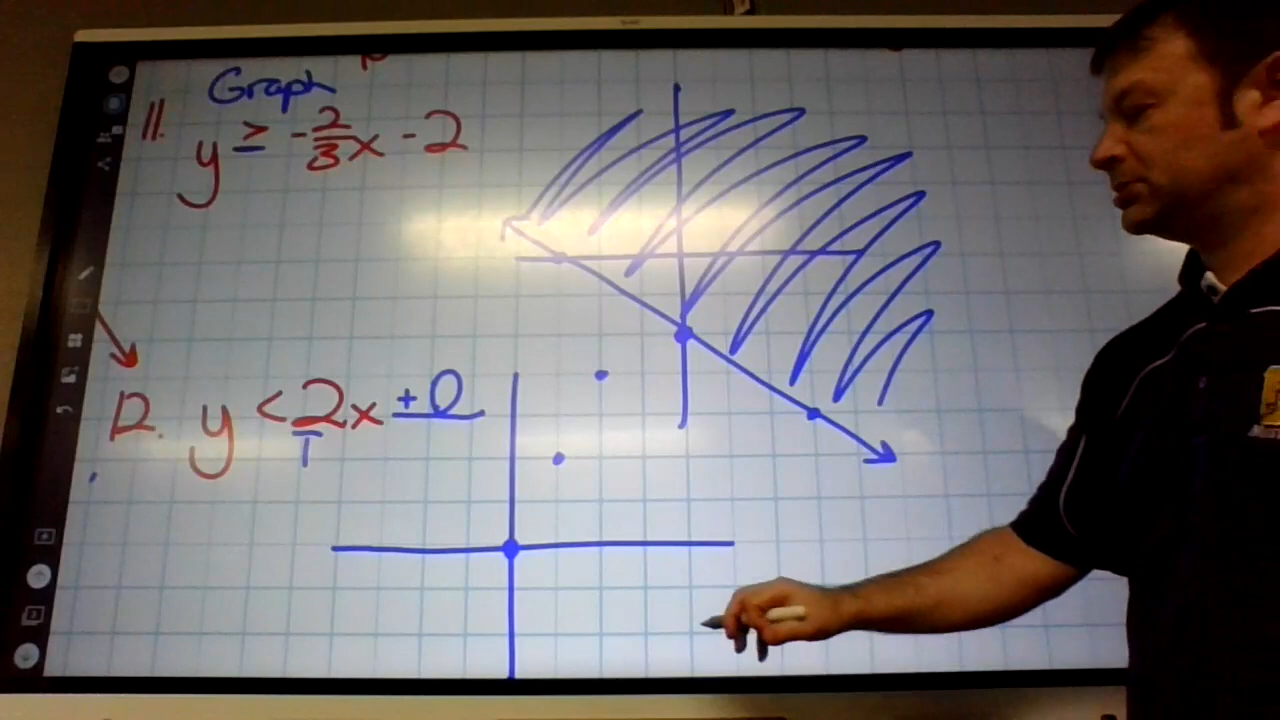 Graph
11. y ≥ -2/3x - 2
12. y < 2/1x + 0